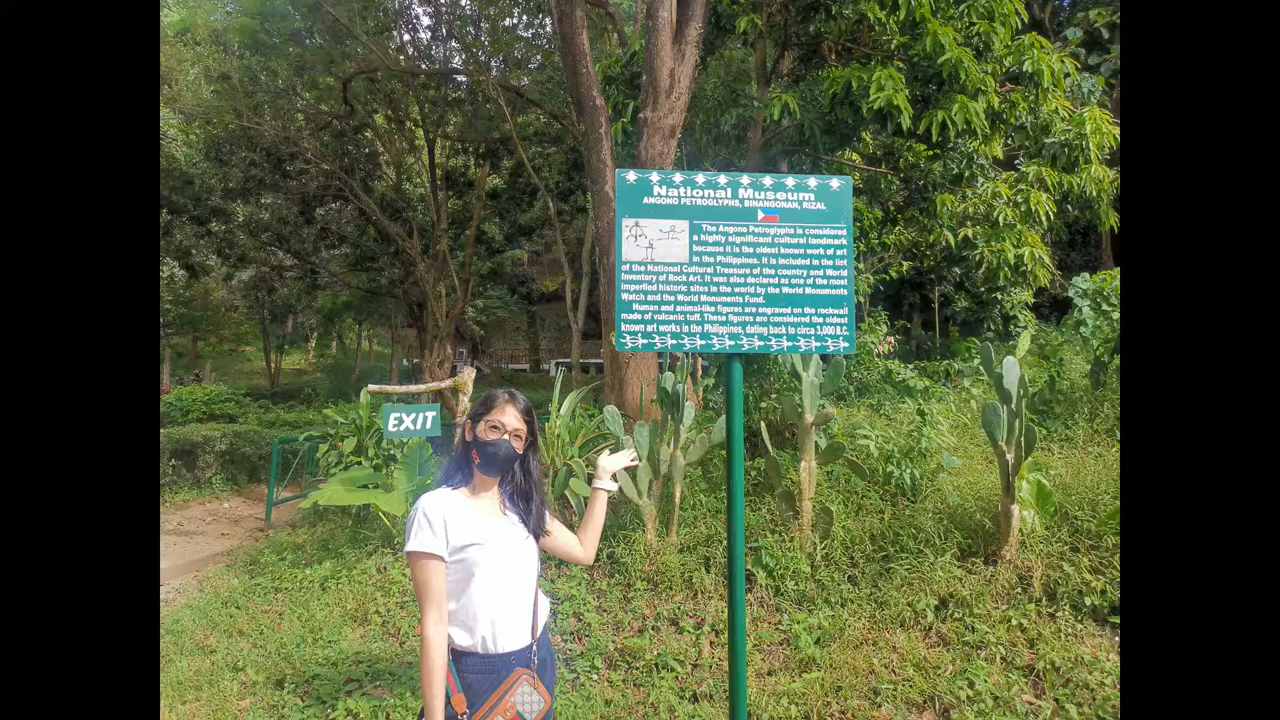 National Museum
ANGONO PETROGLYPHS, BINANGONAN, RIZAL
The Angono Petroglyphs is considered
a highly significant cultural landmark
because it is the oldest known work of art
in the Philippines. It is included in the list
of the National Cultural Treasure of the country and World
Inventory of Rock Art. It was also declared as one of the most
imperiled historic sites in the world by the World Monuments
Watch and the World Monuments Fund.
Human and animal-like figures are engraved on the rockwall
made of vulcanic tuff. These figures are considered the oldest
known art works in the Philippines, dating back to circa 3,000 B.C.
EXIT